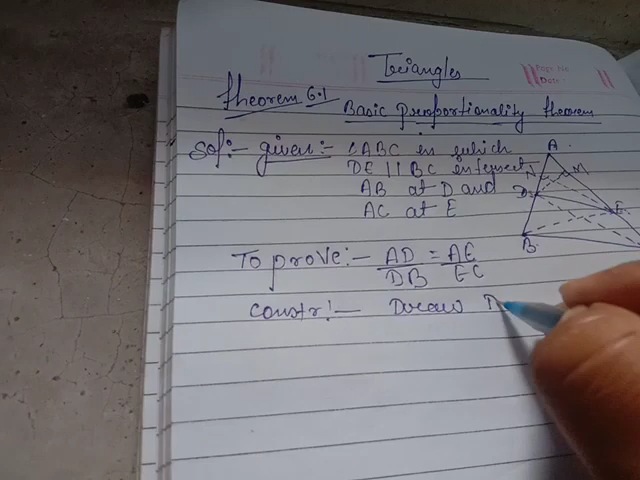 Triangles
Theorem 6.1
Basic proportionality theorem
Sol:- given:- △ABC in which
DE || BC intersect
AB at D and
AC at E
A
N M
D E
B
To prove:- AD/DB = AE/EC
Constr:- Draw D